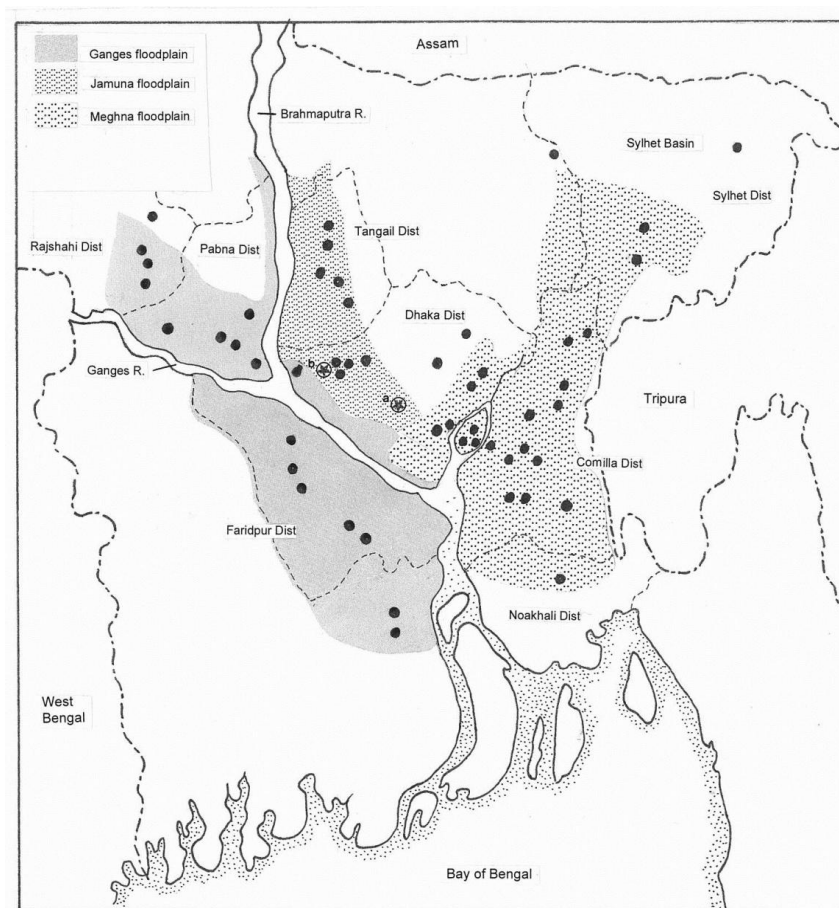 Ganges floodplain
Jamuna floodplain
Meghna floodplain
Assam
Brahmaputra R.
Sylhet Basin
Sylhet Dist
Rajshahi Dist
Pabna Dist
Tangail Dist
Dhaka Dist
Ganges R.
b
a
Tripura
Comilla Dist
Faridpur Dist
Noakhali Dist
West
Bengal
Bay of Bengal